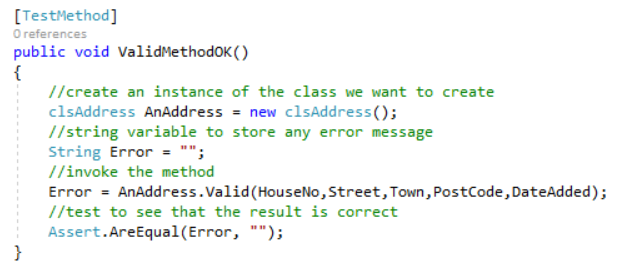 [TestMethod]
0 references
public void ValidMethodOK()
{
//create an instance of the class we want to create
clsAddress AnAddress = new clsAddress();
//string variable to store any error message
String Error = "";
//invoke the method
Error = AnAddress.Valid(HouseNo,Street,Town,PostCode,DateAdded);
//test to see that the result is correct
Assert.AreEqual(Error, "");
}